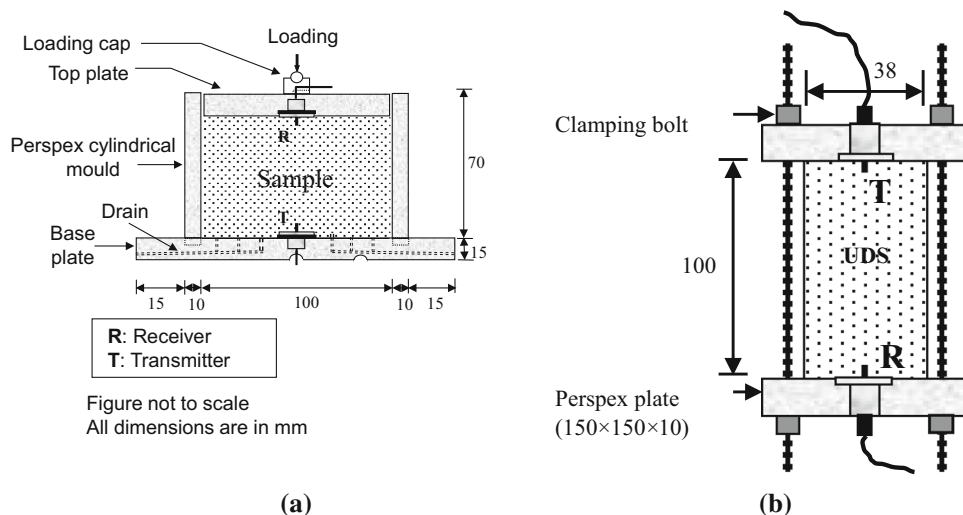 Loading cap
Loading
Top plate
R
Perspex cylindrical
mould
70
Sample
Drain
T
Base
plate
15
15
10
100
10
15
R: Receiver
T: Transmitter
Figure not to scale
All dimensions are in mm
(a)
38
Clamping bolt
T
100
UDS
R
Perspex plate
(150×150×10)
(b)